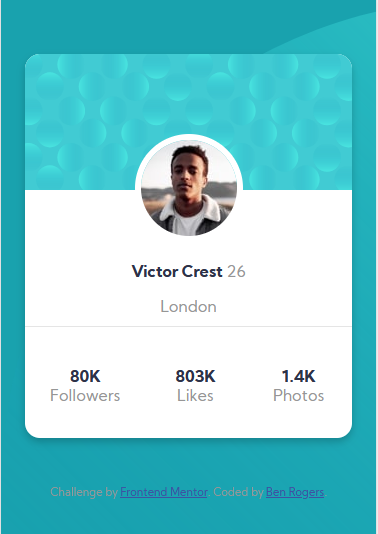 Victor Crest 26
London
80K 803K 1.4K
Followers Likes Photos
Challenge by Frontend Mentor. Coded by Ben Rogers